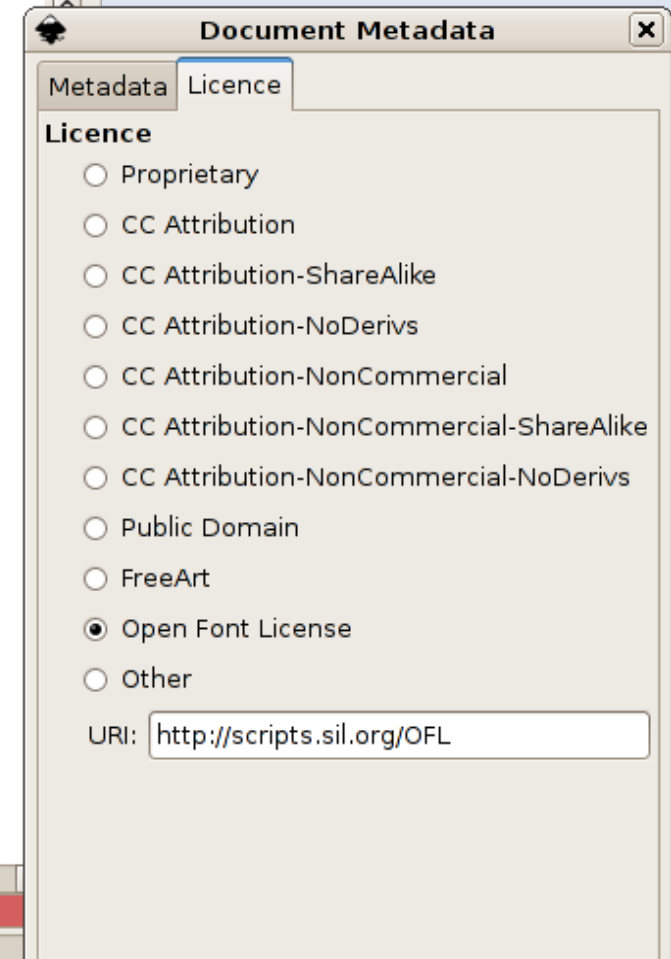 Document Metadata
Metadata Licence
Licence
Proprietary
CC Attribution
CC Attribution-ShareAlike
CC Attribution-NoDerivs
CC Attribution-NonCommercial
CC Attribution-NonCommercial-ShareAlike
CC Attribution-NonCommercial-NoDerivs
Public Domain
FreeArt
Open Font License
Other
URI: http://scripts.sil.org/OFL